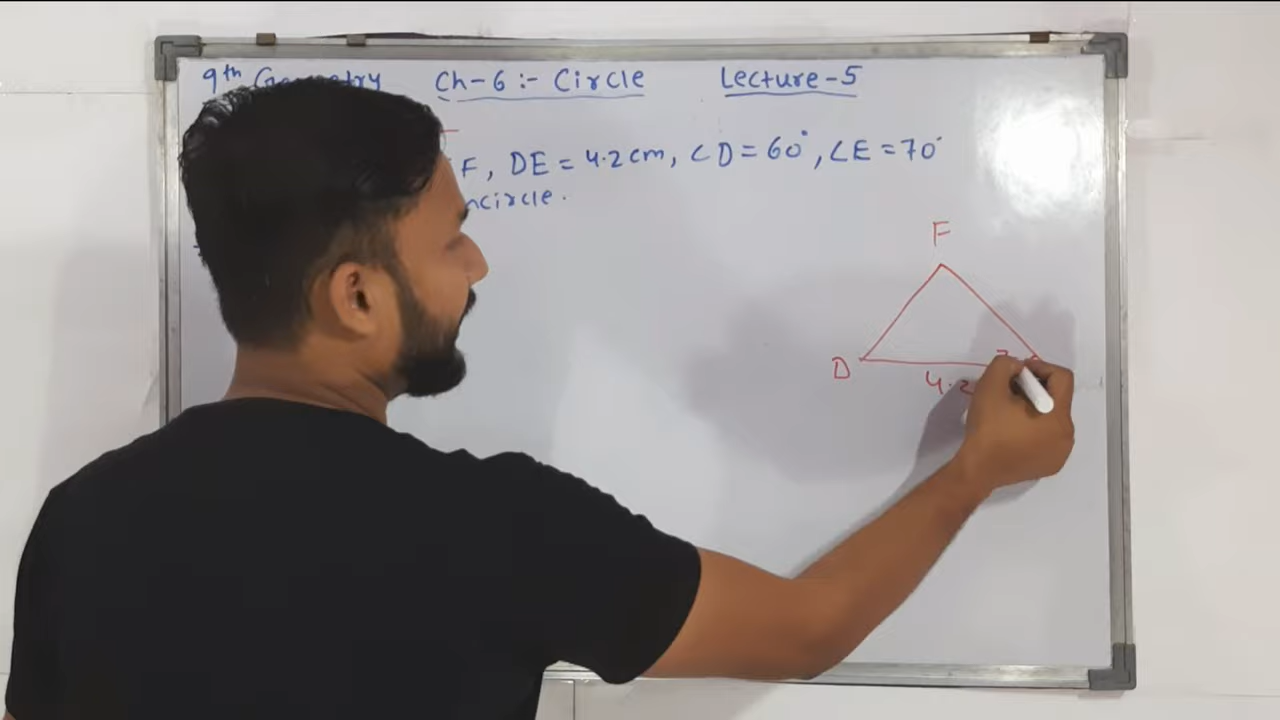 9th Geometry Ch-6 :- Circle Lecture-5
F, DE = 4.2 cm, ∠D = 60°, ∠E = 70°
ncircle.
F
D
4.2